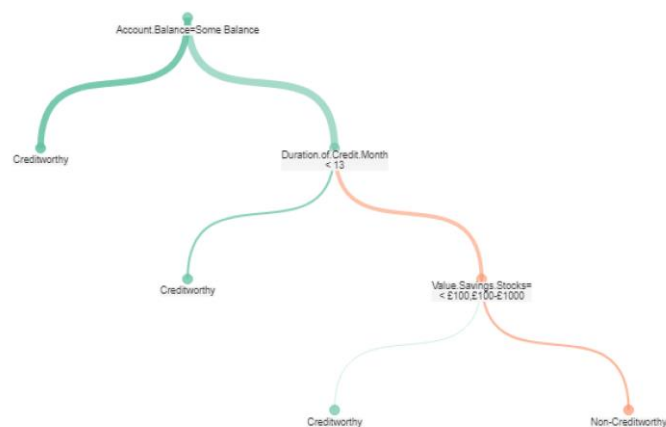 Account.Balance=Some Balance
Creditworthy
Duration.of.Credit.Month
< 13
Creditworthy
Value.Savings.Stocks=
< £100,£100-£1000
Creditworthy
Non-Creditworthy